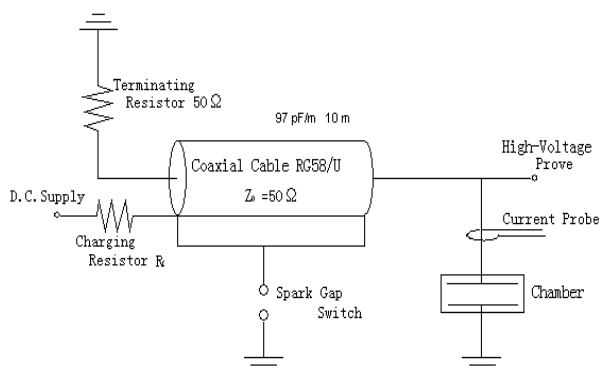 Terminating
Resistor 50Ω
97 pF/m 10 m
Coaxial Cable RG58/U
Z₀ =50Ω
High-Voltage
Prove
D.C.Supply
Current Probe
Charging
Resistor R
Spark Gap
Switch
Chamber